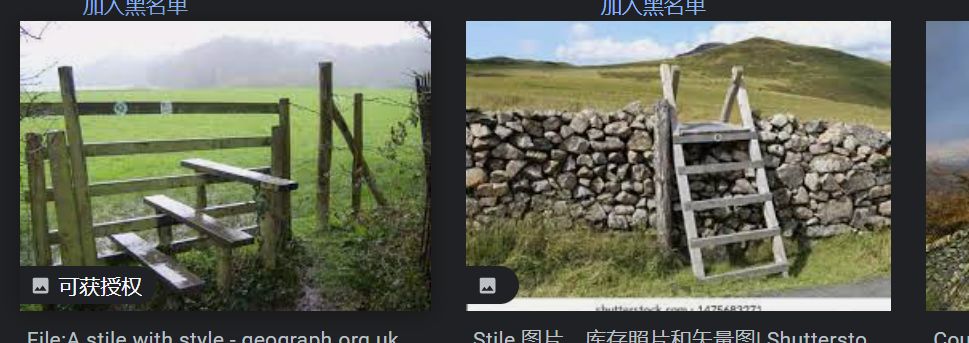 加入黑名单
加入黑名单
可获授权
shutterstock.com · 1475683271
File:A stile with style - geograph.org.uk
Stile 图片、库存照片和矢量图| Shuttersto
Cou